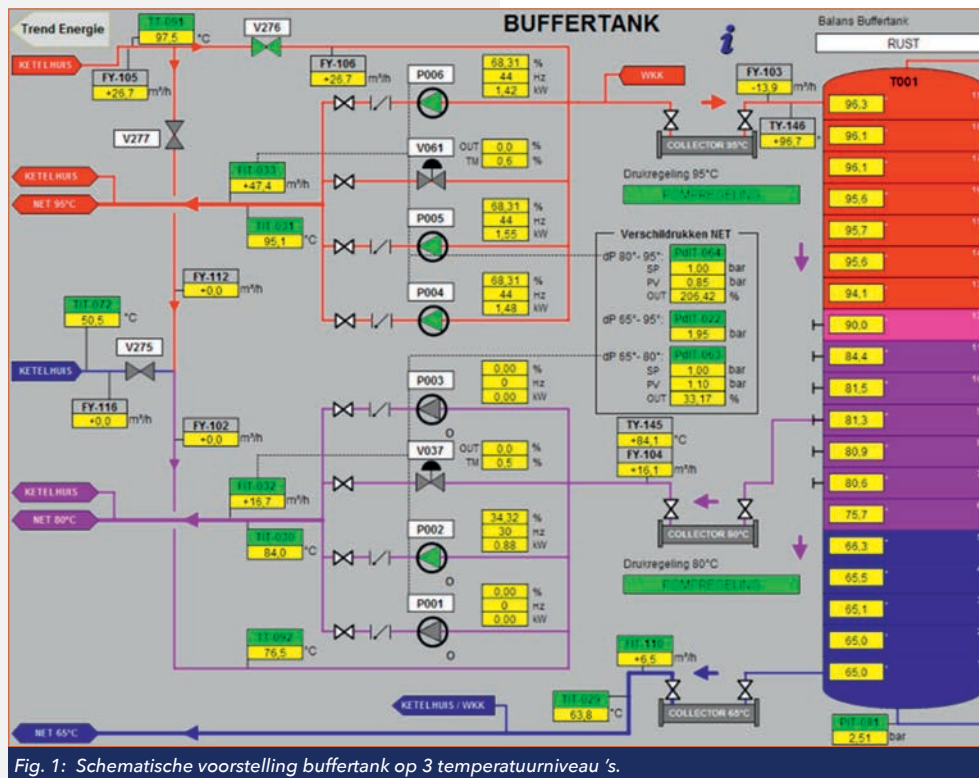 Trend Energie
TT-091
97,5 °C
V276
BUFFERTANK
i
Balans Buffertank
RUST
KETELHUIS
FY-105
+26,7 m³/h
FY-106
+26,7 m³/h
P006
68,31 %
44 Hz
1,42 kW
WKK
FY-103
-13,9 m³/h
T001
96,3
TY-146
+96,7 °
COLLECTOR 95°C
96,1
V277
V061
OUT 0,0 %
TM 0,6 %
96,1
KETELHUIS
FIT-033
+47,4 m³/h
Drukregeling 95°C
POMPREGELING
95,6
NET 95°C
TIT-031
95,1 °C
P005
68,31 %
44 Hz
1,55 kW
95,7
Verschildrukken NET
dP 80°- 95°:
PdIT-064
SP 1,00 bar
PV 0,85 bar
OUT 206,42 %
95,6
94,1
FY-112
+0,0 m³/h
P004
68,31 %
44 Hz
1,48 kW
TIT-072
50,5 °C
dP 65°- 95°:
PdIT-022
1,95 bar
90,0
V275
dP 65°- 80°:
PdIT-063
SP 1,00 bar
PV 1,10 bar
OUT 33,17 %
84,4
KETELHUIS
P003
0,00 %
0 Hz
0,00 kW
O
81,5
FY-116
+0,0 m³/h
FY-102
+0,0 m³/h
TY-145
+84,1 °C
FY-104
+16,1 m³/h
81,3
V037
OUT 0,0 %
TM 0,5 %
80,9
KETELHUIS
FIT-032
+16,7 m³/h
80,6
NET 80°C
TIT-030
84,0 °C
P002
34,32 %
30 Hz
0,88 kW
O
COLLECTOR 80°C
75,7
66,3
Drukregeling 80°C
POMPREGELING
65,5
P001
0,00 %
0 Hz
0,00 kW
O
65,1
TT-092
76,5 °C
FIT-110
+6,5 m³/h
65,0
65,0
KETELHUIS / WKK
TIT-029
63,8 °C
COLLECTOR 65°C
NET 65°C
PIT-081
2,51 bar
Fig. 1: Schematische voorstelling buffertank op 3 temperatuurniveau 's.